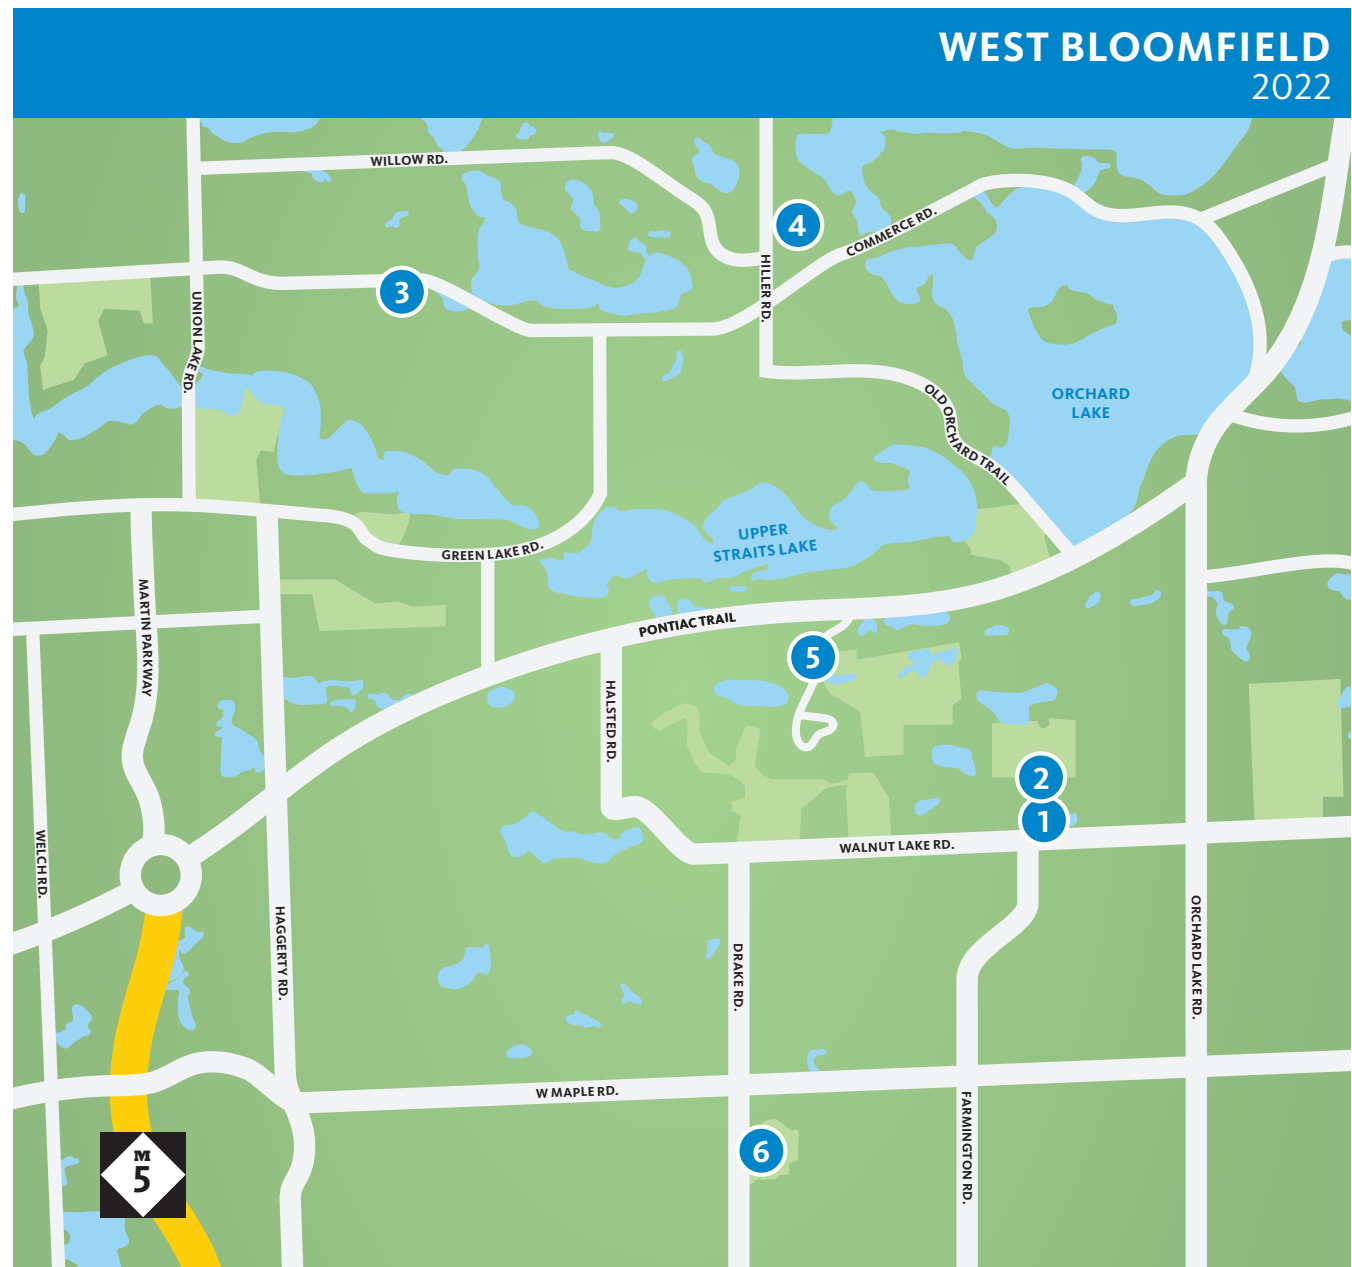 WEST BLOOMFIELD
2022
WILLOW RD.
4
COMMERCE RD.
HILLER RD.
3
UNION LAKE RD.
OLD ORCHARD TRAIL
ORCHARD
LAKE
UPPER
STRAITS LAKE
GREEN LAKE RD.
MARTIN PARKWAY
PONTIAC TRAIL
5
HALSTED RD.
2
1
WALNUT LAKE RD.
WELCH RD.
HAGGERTY RD.
DRAKE RD.
ORCHARD LAKE RD.
W MAPLE RD.
FARMINGTON RD.
6
M
5